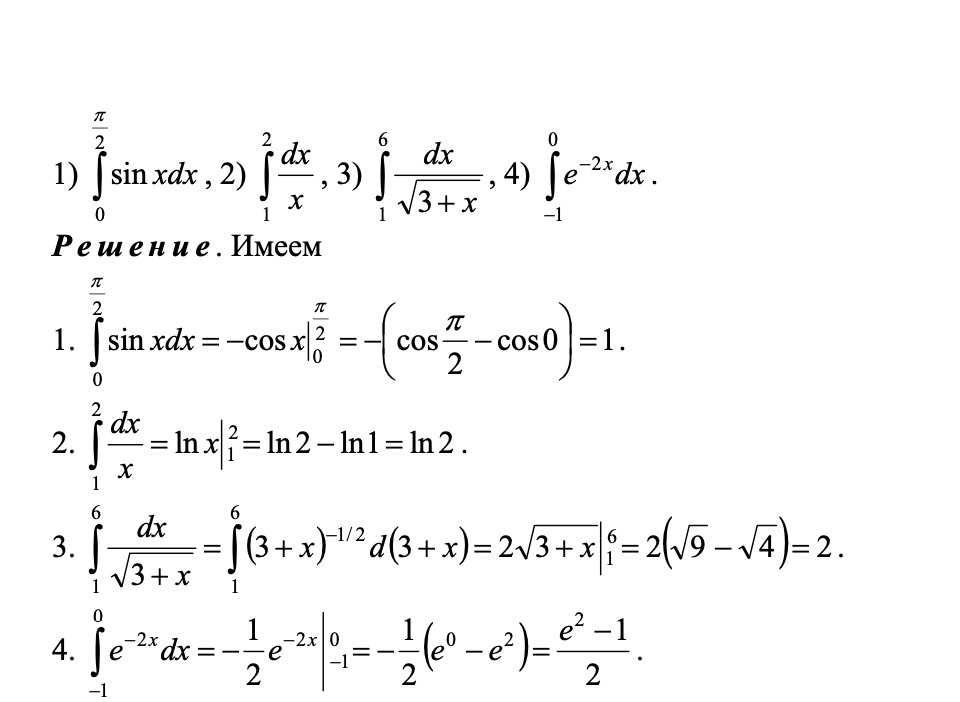 1) ∫₀^{π/2} sin xdx , 2) ∫₁² dx/x , 3) ∫₁⁶ dx/√(3+x) , 4) ∫₋₁⁰ e^{−2x} dx .
Решение. Имеем
1. ∫₀^{π/2} sin xdx = −cos x|₀^{π/2} = −(cos π/2 − cos 0) = 1.
2. ∫₁² dx/x = ln x|₁² = ln 2 − ln 1 = ln 2 .
3. ∫₁⁶ dx/√(3+x) = ∫₁⁶ (3+x)^{−1/2} d(3+x) = 2√(3+x)|₁⁶ = 2(√9 − √4) = 2 .
4. ∫₋₁⁰ e^{−2x} dx = −1/2 e^{−2x}|₋₁⁰ = −1/2 (e⁰ − e²) = (e² −1)/2 .